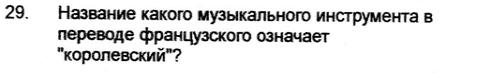 29. Название какого музыкального инструмента в
переводе французского означает
"королевский"?